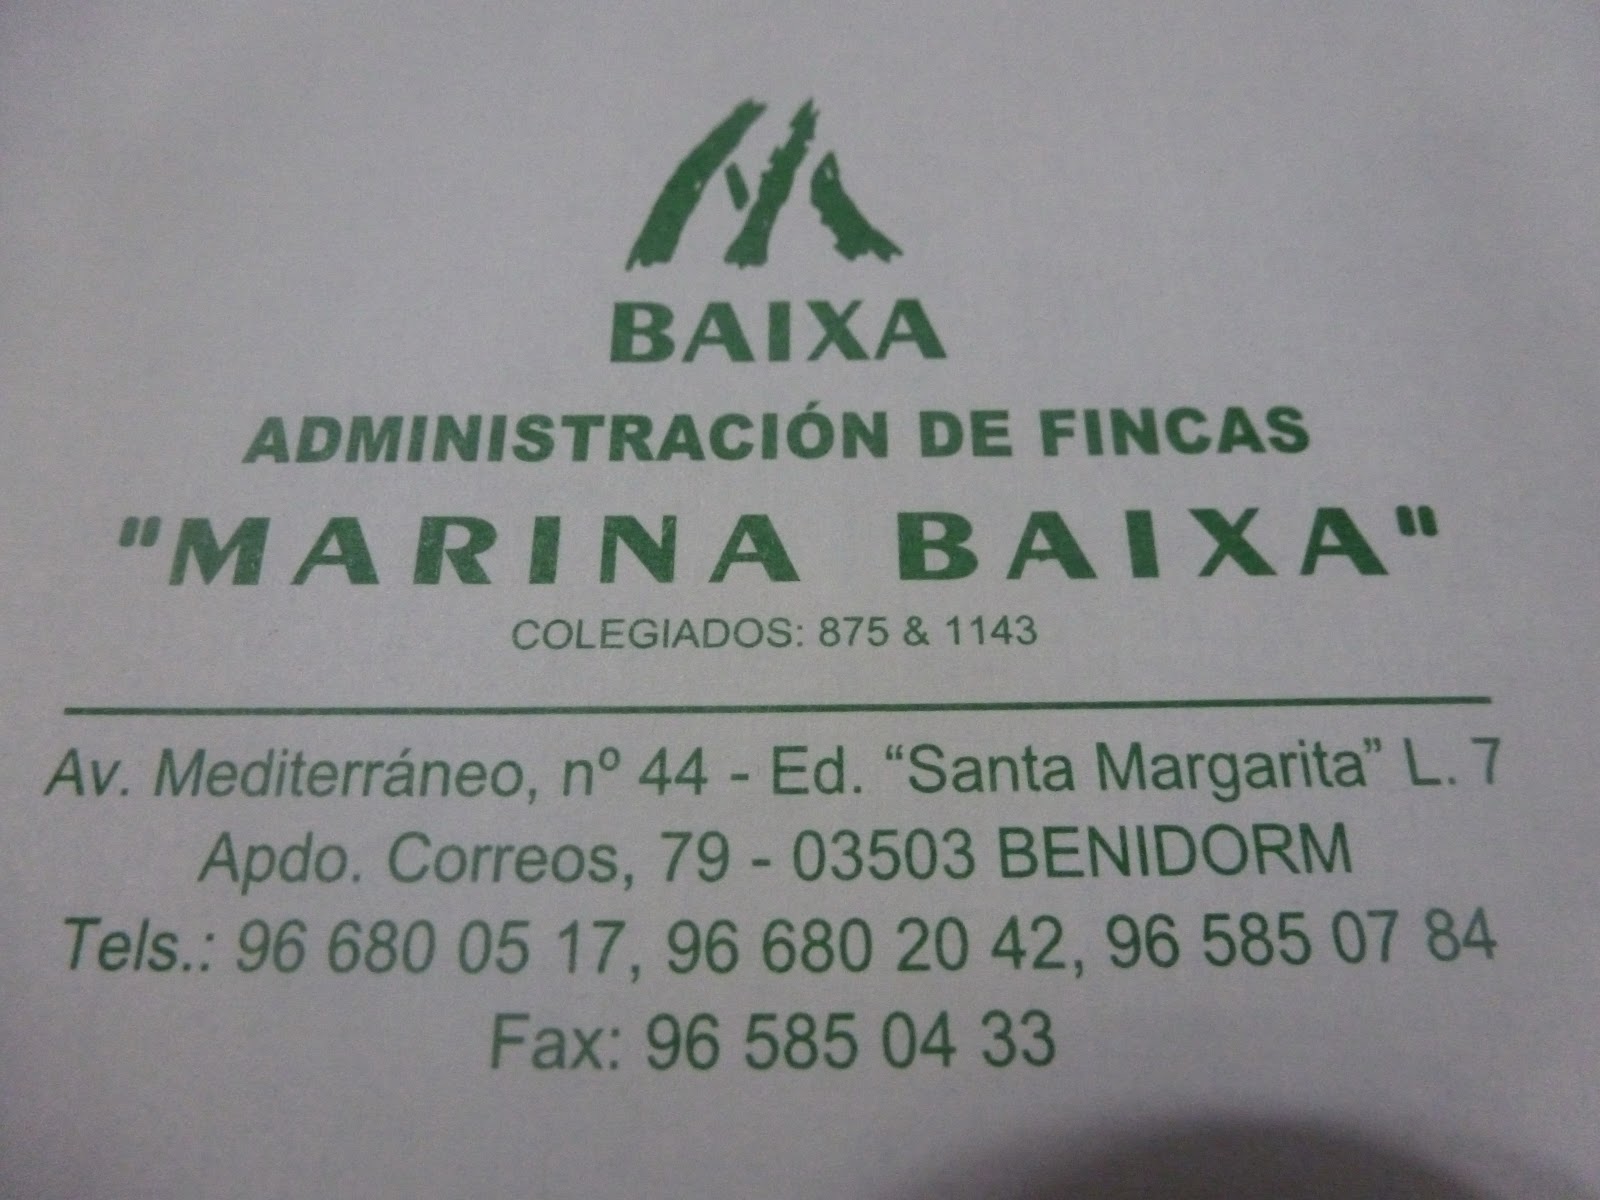 BAIXA
ADMINISTRACIÓN DE FINCAS
"MARINA BAIXA"
COLEGIADOS: 875 & 1143
Av. Mediterráneo, nº 44 - Ed. “Santa Margarita” L. 7
Apdo. Correos, 79 - 03503 BENIDORM
Tels.: 96 680 05 17, 96 680 20 42, 96 585 07 84
Fax: 96 585 04 33